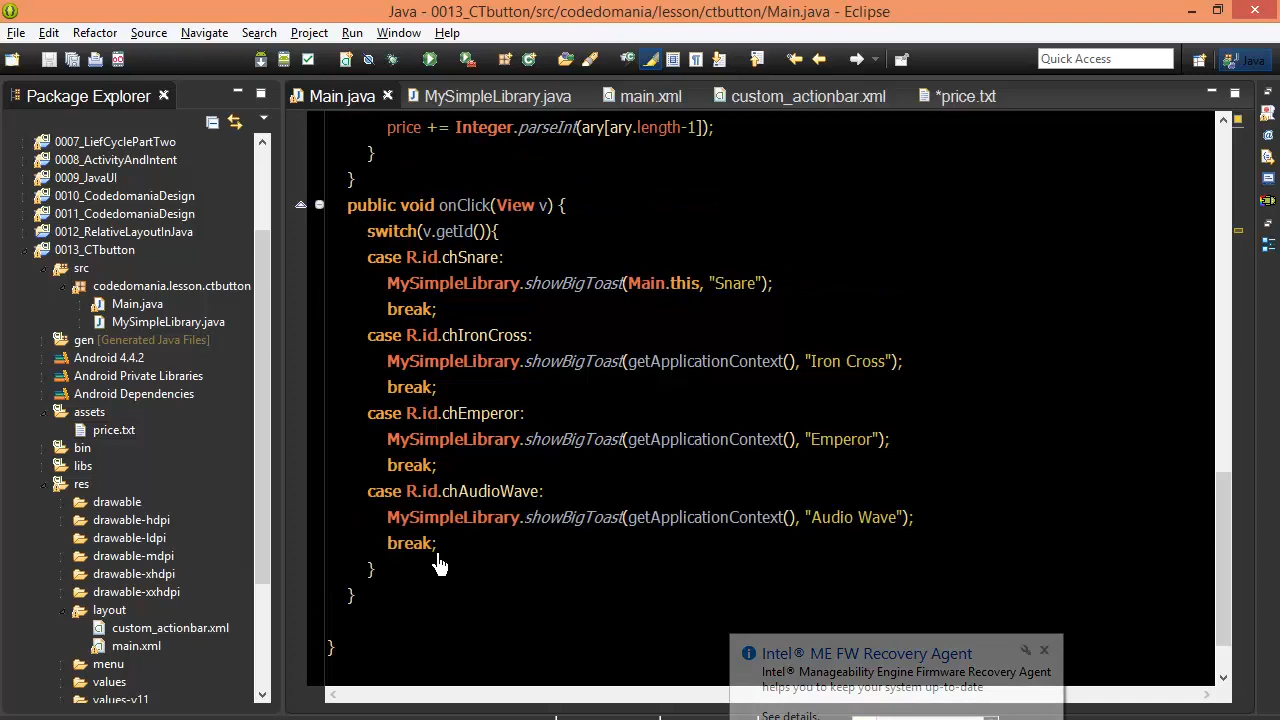 Java - 0013_CTbutton/src/codedomania/lesson/ctbutton/Main.java - Eclipse
File Edit Refactor Source Navigate Search Project Run Window Help
Quick Access
Java
Package Explorer
Main.java
MySimpleLibrary.java
main.xml
custom_actionbar.xml
*price.txt
0007_LiefCyclePartTwo
0008_ActivityAndIntent
0009_JavaUI
0010_CodedomaniaDesign
0011_CodedomaniaDesign
0012_RelativeLayoutInJava
0013_CTbutton
src
codedomania.lesson.ctbutton
Main.java
MySimpleLibrary.java
gen [Generated Java Files]
Android 4.4.2
Android Private Libraries
Android Dependencies
assets
price.txt
bin
libs
res
drawable
drawable-hdpi
drawable-ldpi
drawable-mdpi
drawable-xhdpi
drawable-xxhdpi
layout
custom_actionbar.xml
main.xml
menu
values
values-v11
price += Integer.parseInt(ary[ary.length-1]);
}
}
public void onClick(View v) {
switch(v.getId()){
case R.id.chSnare:
MySimpleLibrary.showBigToast(Main.this, "Snare");
break;
case R.id.chIronCross:
MySimpleLibrary.showBigToast(getApplicationContext(), "Iron Cross");
break;
case R.id.chEmperor:
MySimpleLibrary.showBigToast(getApplicationContext(), "Emperor");
break;
case R.id.chAudioWave:
MySimpleLibrary.showBigToast(getApplicationContext(), "Audio Wave");
break;
}
}
}
Intel® ME FW Recovery Agent
Intel® Manageability Engine Firmware Recovery Agent
helps you to keep your system up-to-date
See details.